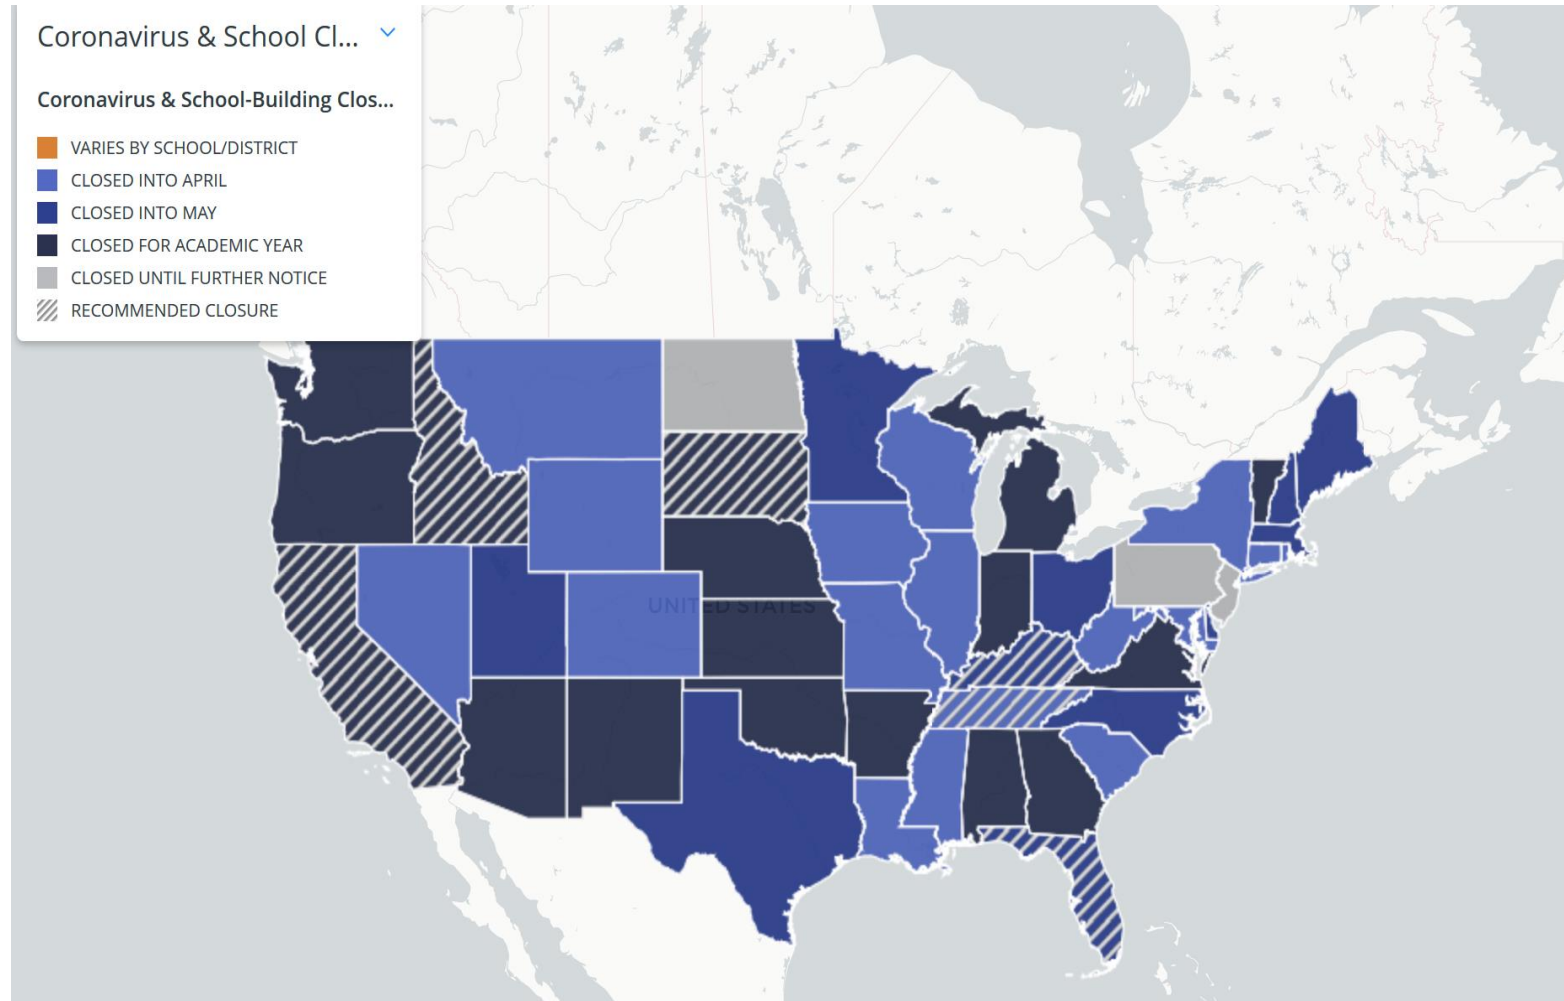 Coronavirus & School Cl...
Coronavirus & School-Building Clos...
VARIES BY SCHOOL/DISTRICT
CLOSED INTO APRIL
CLOSED INTO MAY
CLOSED FOR ACADEMIC YEAR
CLOSED UNTIL FURTHER NOTICE
RECOMMENDED CLOSURE
UNITED STATES